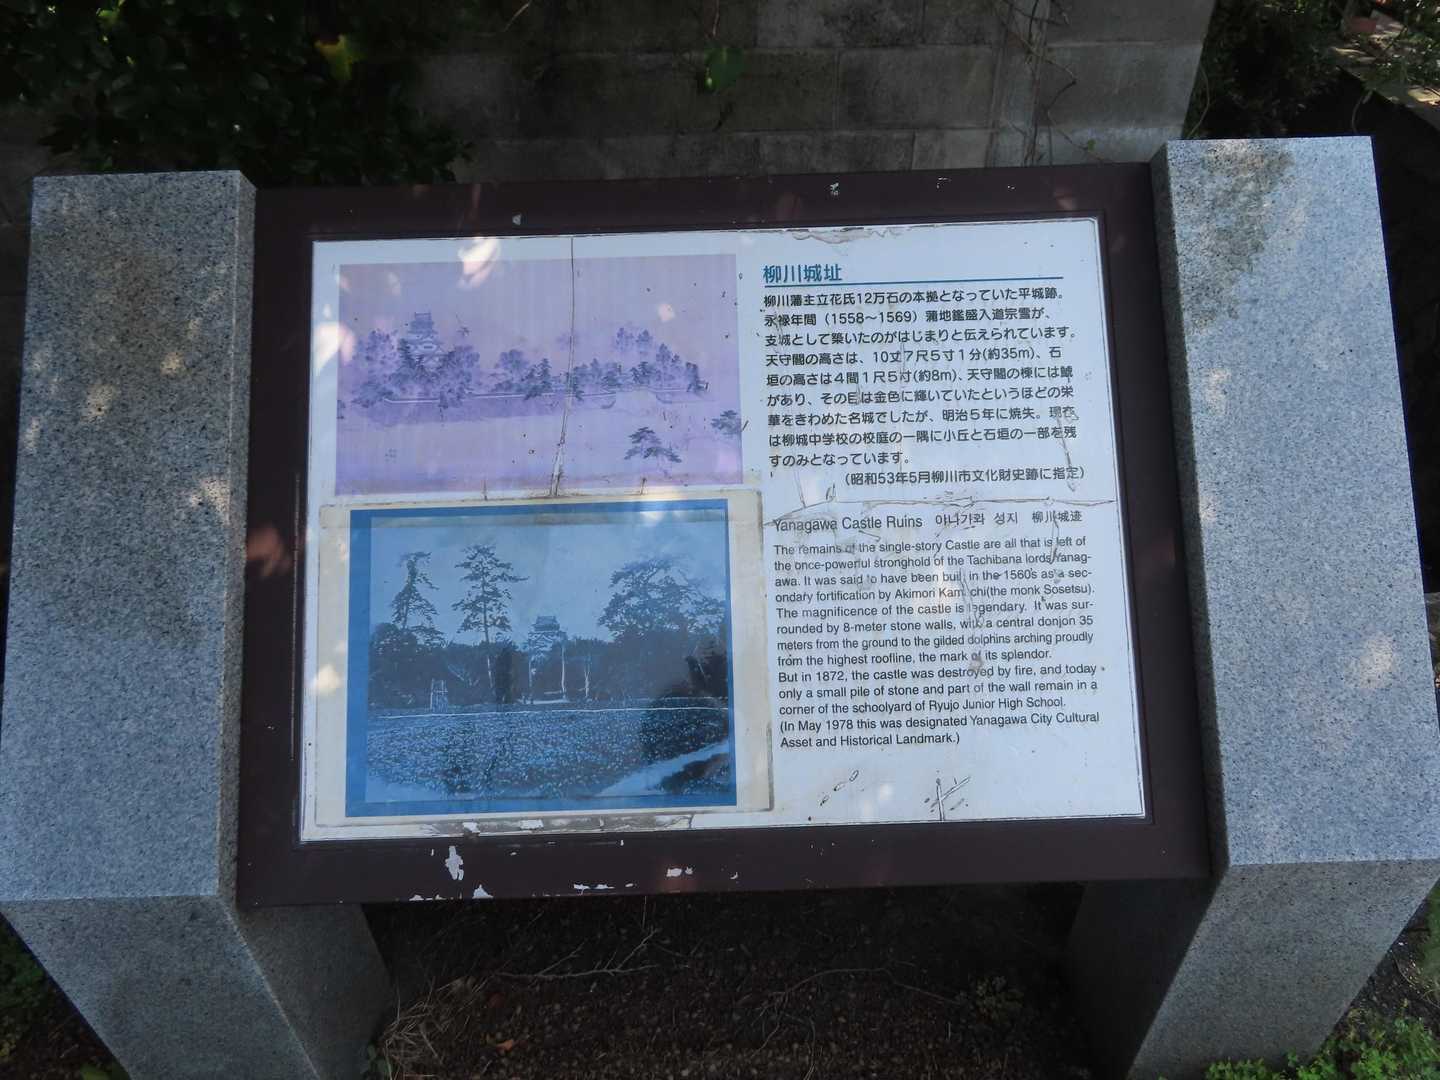 柳川城址
柳川藩主立花氏12万石の本拠となっていた平城跡。
永禄年間（1558〜1569）蒲地鑑盛入道宗雪が、
支城として築いたのがはじまりと伝えられています。
天守閣の高さは、10丈7尺5寸1分(約35m)、石
垣の高さは4間1尺5寸(約8m)、天守閣の棟には鯱
があり、その目は金色に輝いていたというほどの栄
華をきわめた名城でしたが、明治5年に焼失。現在
は柳城中学校の校庭の一隅に小丘と石垣の一部を残
すのみとなっています。
（昭和53年5月柳川市文化財史跡に指定）
Yanagawa Castle Ruins 야나가와 성지 柳川城迹
The remains of the single-story Castle are all that is left of
the once-powerful stronghold of the Tachibana lords Yanag-
awa. It was said to have been built in the 1560's as a sec-
ondary fortification by Akimori Kamachi(the monk Sosetsu).
The magnificence of the castle is legendary. It was sur-
rounded by 8-meter stone walls, with a central donjon 35
meters from the ground to the gilded dolphins arching proudly
from the highest roofline, the mark of its splendor.
But in 1872, the castle was destroyed by fire, and today
only a small pile of stone and part of the wall remain in a
corner of the schoolyard of Ryujo Junior High School.
(In May 1978 this was designated Yanagawa City Cultural
Asset and Historical Landmark.)